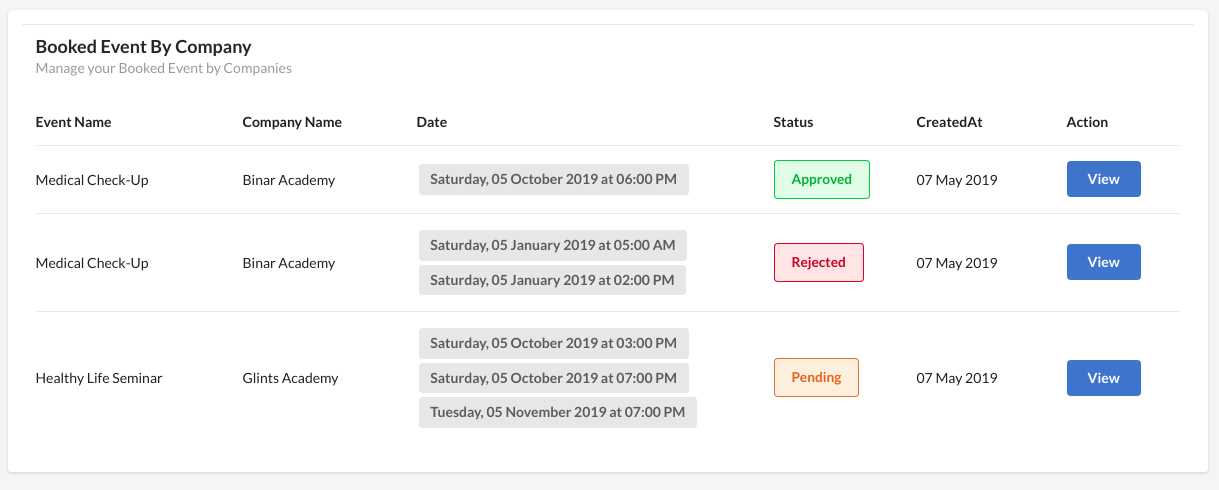 Booked Event By Company
Manage your Booked Event by Companies
Event Name Company Name Date Status CreatedAt Action
Medical Check-Up Binar Academy Saturday, 05 October 2019 at 06:00 PM Approved 07 May 2019 View
Saturday, 05 January 2019 at 05:00 AM
Medical Check-Up Binar Academy Rejected 07 May 2019 View
Saturday, 05 January 2019 at 02:00 PM
Saturday, 05 October 2019 at 03:00 PM
Healthy Life Seminar Glints Academy Saturday, 05 October 2019 at 07:00 PM Pending 07 May 2019 View
Tuesday, 05 November 2019 at 07:00 PM